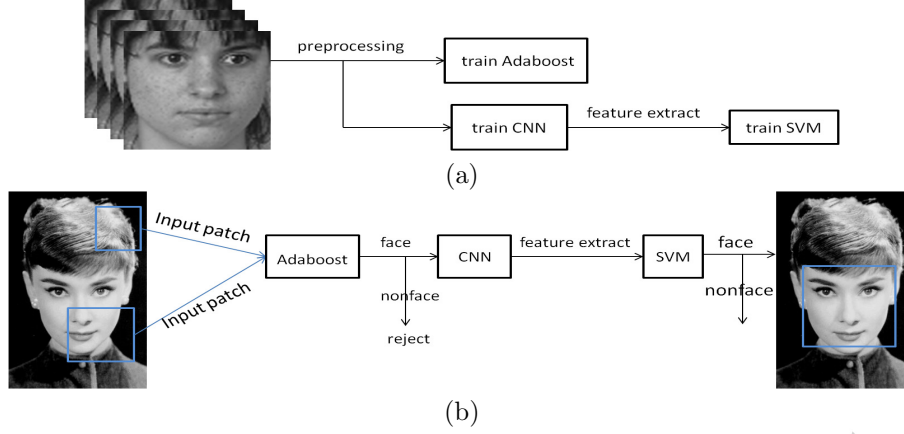 preprocessing
train Adaboost
train CNN
feature extract
train SVM
(a)
Input patch
Input patch
Adaboost
face
nonface
reject
CNN
feature extract
SVM
face
nonface
(b)